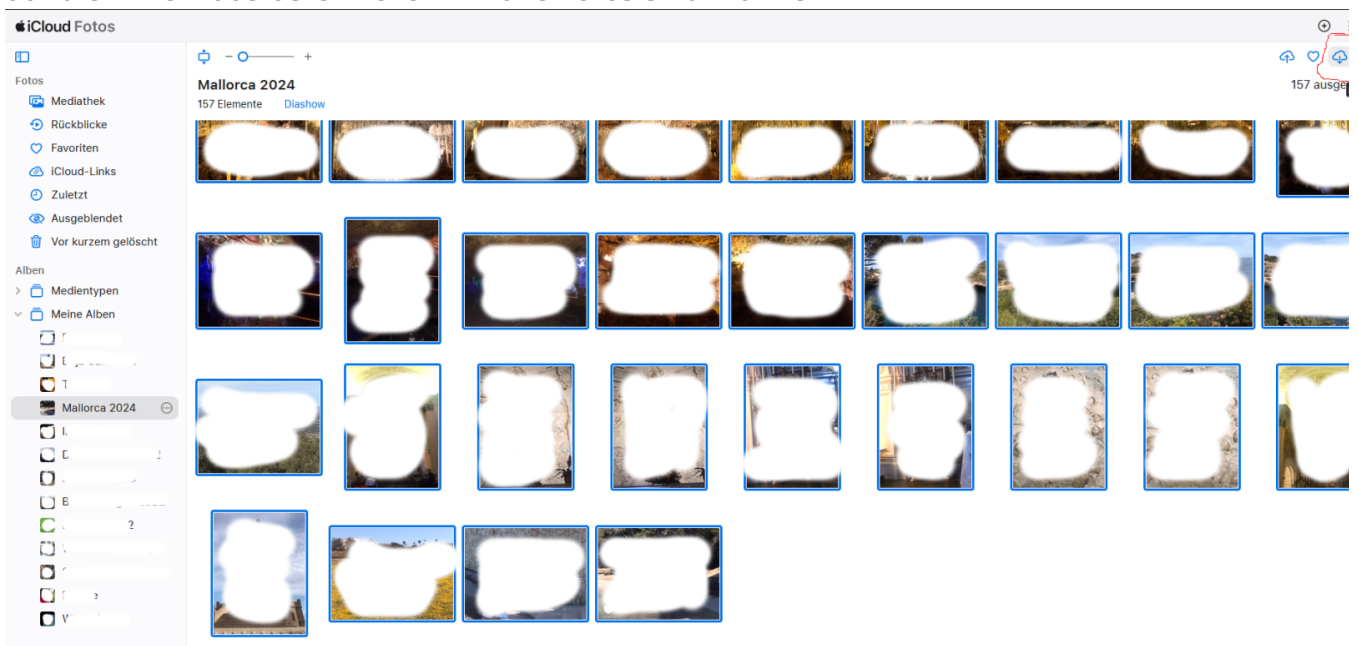 iCloud Fotos
Fotos
Mediathek
Rückblicke
Favoriten
iCloud-Links
Zuletzt
Ausgeblendet
Vor kurzem gelöscht
Alben
Medientypen
Meine Alben
T
Mallorca 2024
D
B
2
W
Mallorca 2024
157 Elemente Diashow
157 ausge